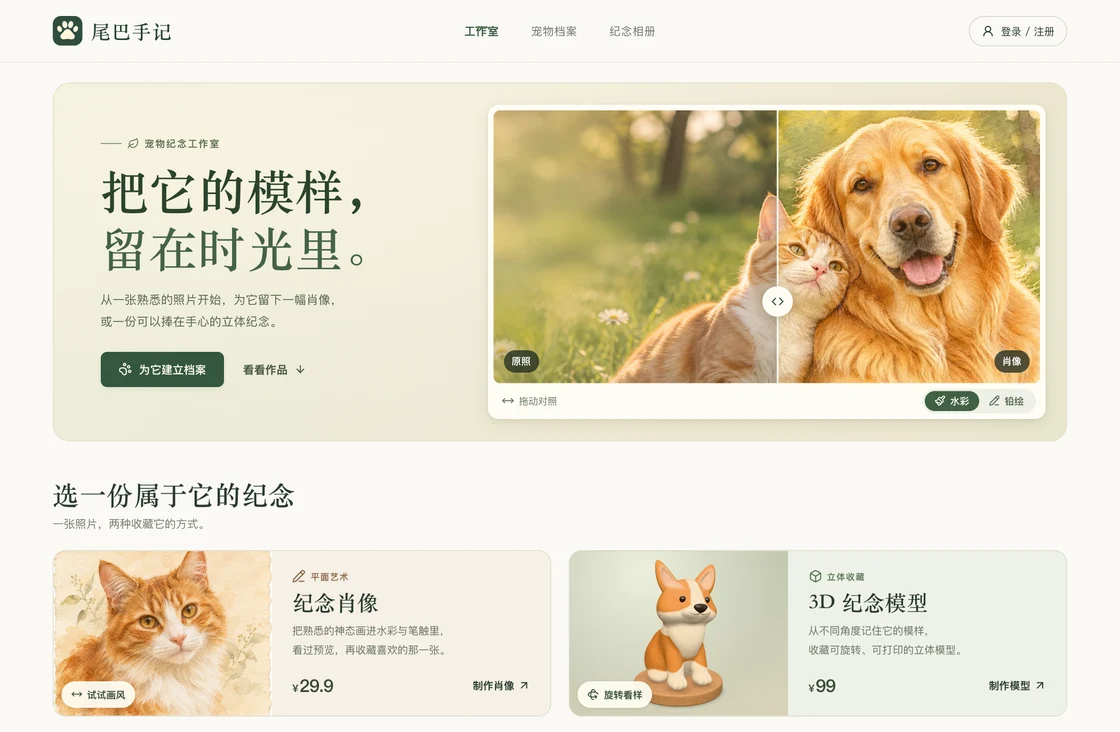 尾巴手记
工作室
宠物档案
纪念相册
登录 / 注册
宠物纪念工作室
把它的模样，
留在时光里。
从一张熟悉的照片开始，为它留下一幅肖像，
或一份可以捧在手心的立体纪念。
为它建立档案
看看作品 ↓
原照
肖像
拖动对照
水彩
铅绘
选一份属于它的纪念
一张照片，两种收藏它的方式。
试试画风
平面艺术
纪念肖像
把熟悉的神态画进水彩与笔触里，
看过预览，再收藏喜欢的那一张。
¥29.9
制作肖像
旋转看样
立体收藏
3D 纪念模型
从不同角度记住它的模样，
收藏可旋转、可打印的立体模型。
¥99
制作模型